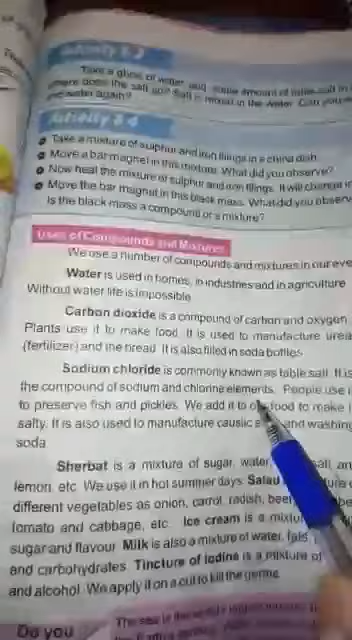 Activity
Take a glass of water and some amount of table salt in
where does the salt go? Salt is mixed in the water. Can you
water again?
Activity 8.4
Take a mixture of sulphur and iron filings in a china dish.
Move a bar magnet in this mixture. What did you observe?
Now heat the mixture of sulphur and iron filings. It will change in
Move the bar magnet in this black mass. What did you observ
Is the black mass a compound or a mixture?
Uses of Compounds and Mixtures
We use a number of compounds and mixtures in our eve
Water is used in homes, in industries and in agriculture
Without water life is impossible.
Carbon dioxide is a compound of carbon and oxygen
Plants use it to make food. It is used to manufacture urea
(fertilizer) and the bread. It is also filled in soda bottles.
Sodium chloride is commonly known as table salt. It is
the compound of sodium and chlorine elements. People use i
to preserve fish and pickles. We add it to food to make i
salty. It is also used to manufacture caustic and washing
soda.
Sherbat is a mixture of sugar, water, salt an
lemon, etc. We use it in hot summer days. Salad
different vegetables as onion, carrot, radish, beet
tomato and cabbage, etc. Ice cream is a mixtu
sugar and flavour. Milk is also a mixture of water, fats,
and carbohydrates. Tincture of Iodine is a mixture of
and alcohol. We apply it on a cut to kill the germs.
Do you
The sea is the